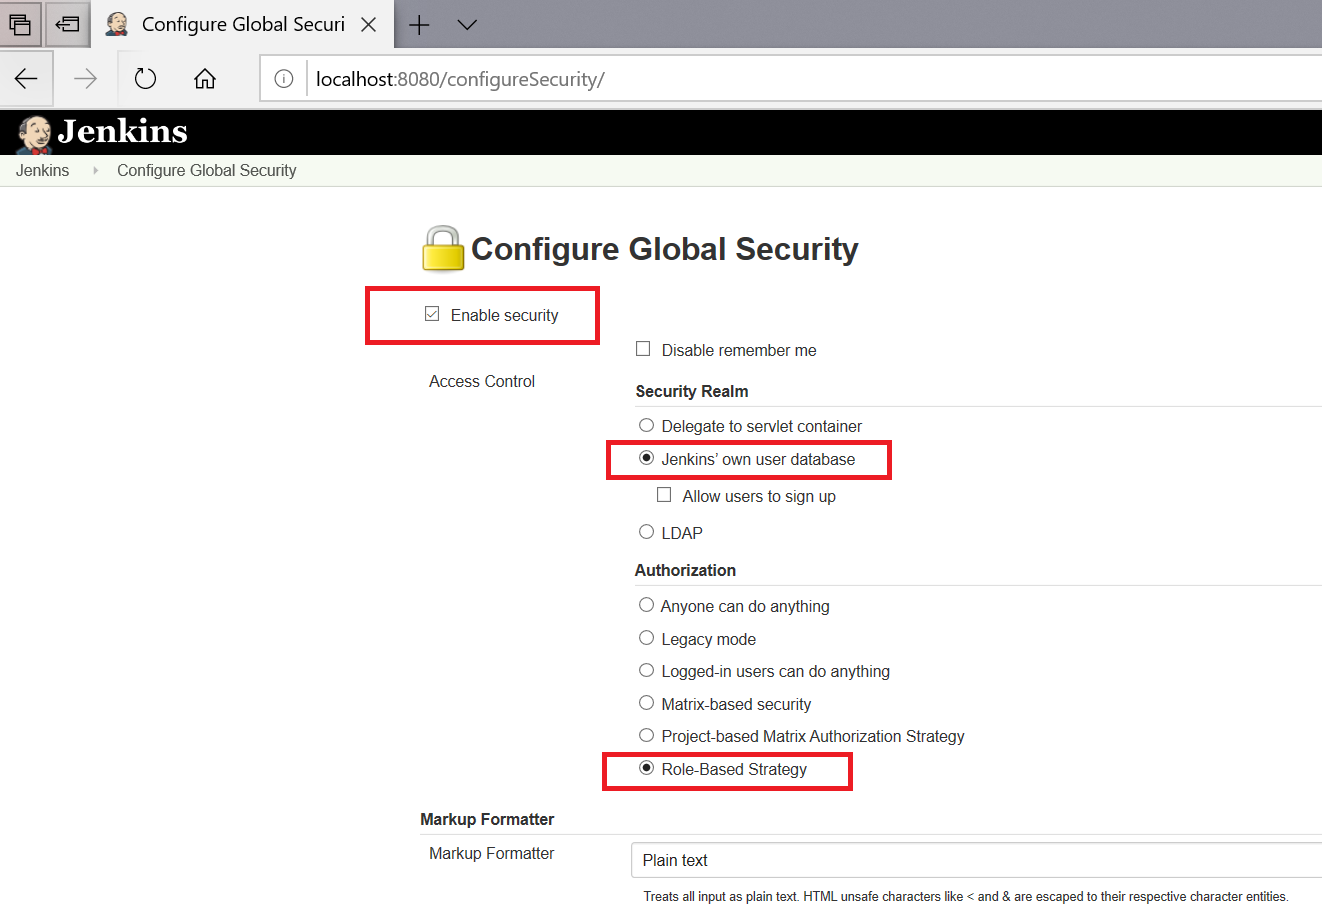 Configure Global Securi
localhost:8080/configureSecurity/
Jenkins
Jenkins Configure Global Security
Configure Global Security
Enable security
Disable remember me
Access Control
Security Realm
Delegate to servlet container
Jenkins’ own user database
Allow users to sign up
LDAP
Authorization
Anyone can do anything
Legacy mode
Logged-in users can do anything
Matrix-based security
Project-based Matrix Authorization Strategy
Role-Based Strategy
Markup Formatter
Markup Formatter Plain text
Treats all input as plain text. HTML unsafe characters like < and & are escaped to their respective character entities.